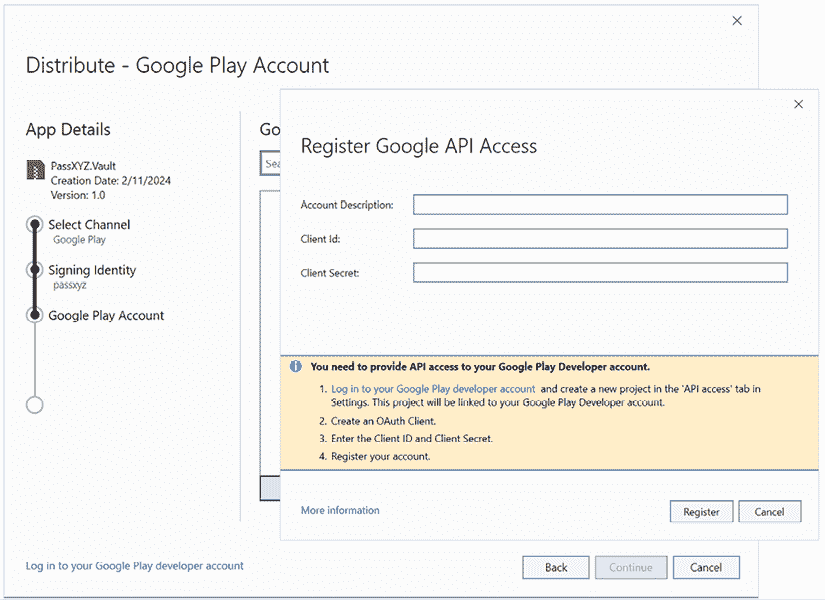 Distribute - Google Play Account
App Details
PassXYZ.Vault
Creation Date: 2/11/2024
Version: 1.0
Select Channel
Google Play
Signing Identity
passxyz
Google Play Account
Go
Sea
Register Google API Access
Account Description:
Client Id:
Client Secret:
You need to provide API access to your Google Play Developer account.
1. Log in to your Google Play developer account and create a new project in the 'API access' tab in
Settings. This project will be linked to your Google Play Developer account.
2. Create an OAuth Client.
3. Enter the Client ID and Client Secret.
4. Register your account.
More information
Register
Cancel
Log in to your Google Play developer account
Back
Continue
Cancel